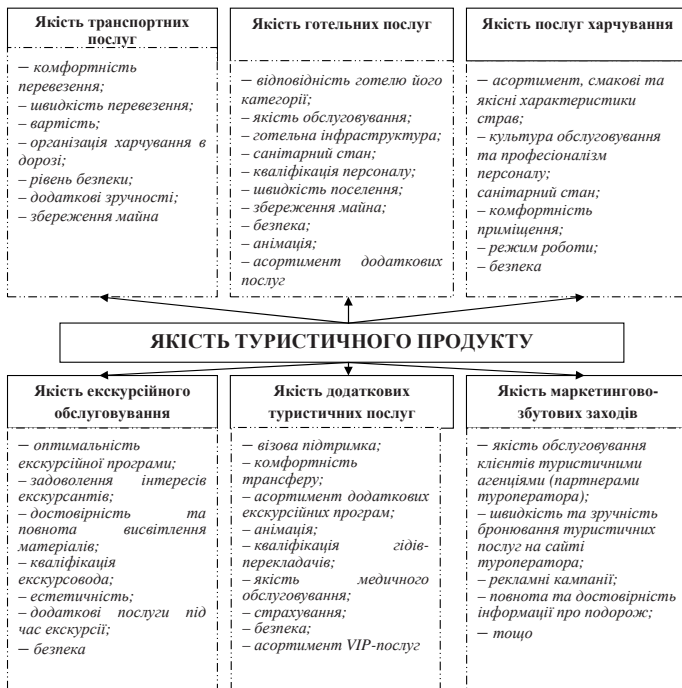 Якість транспортних
послуг
– комфортність
перевезення;
– швидкість перевезення;
– вартість;
– організація харчування в
дорозі;
– рівень безпеки;
– додаткові зручності;
– збереження майна
Якість готельних послуг
– відповідність готелю його
категорії;
– якість обслуговування;
– готельна інфраструктура;
– санітарний стан;
– кваліфікація персоналу;
– швидкість поселення;
– збереження майна;
– безпека;
– анімація;
– асортимент додаткових
послуг
Якість послуг харчування
– асортимент, смакові та
якісні характеристики
страв;
– культура обслуговування
та професіоналізм
персоналу;
санітарний стан;
– комфортність
приміщення;
– режим роботи;
– безпека
ЯКІСТЬ ТУРИСТИЧНОГО ПРОДУКТУ
Якість екскурсійного
обслуговування
– оптимальність
екскурсійної програми;
– задоволення інтересів
екскурсантів;
– достовірність та
повнота висвітлення
матеріалів;
– кваліфікація
екскурсовода;
– естетичність;
– додаткові послуги під
час екскурсії;
– безпека
Якість додаткових
туристичних послуг
– візова підтримка;
– комфортність
трансферу;
– асортимент додаткових
екскурсійних програм;
– анімація;
– кваліфікація гідів-
перекладачів;
– якість медичного
обслуговування;
– страхування;
– безпека;
– асортимент VIP-послуг
Якість маркетингово-
збутових заходів
– якість обслуговування
клієнтів туристичними
агенціями (партнерами
туроператора);
– швидкість та зручність
бронювання туристичних
послуг на сайті
туроператора;
– рекламні кампанії;
– повнота та достовірність
інформації про подорож;
– тощо